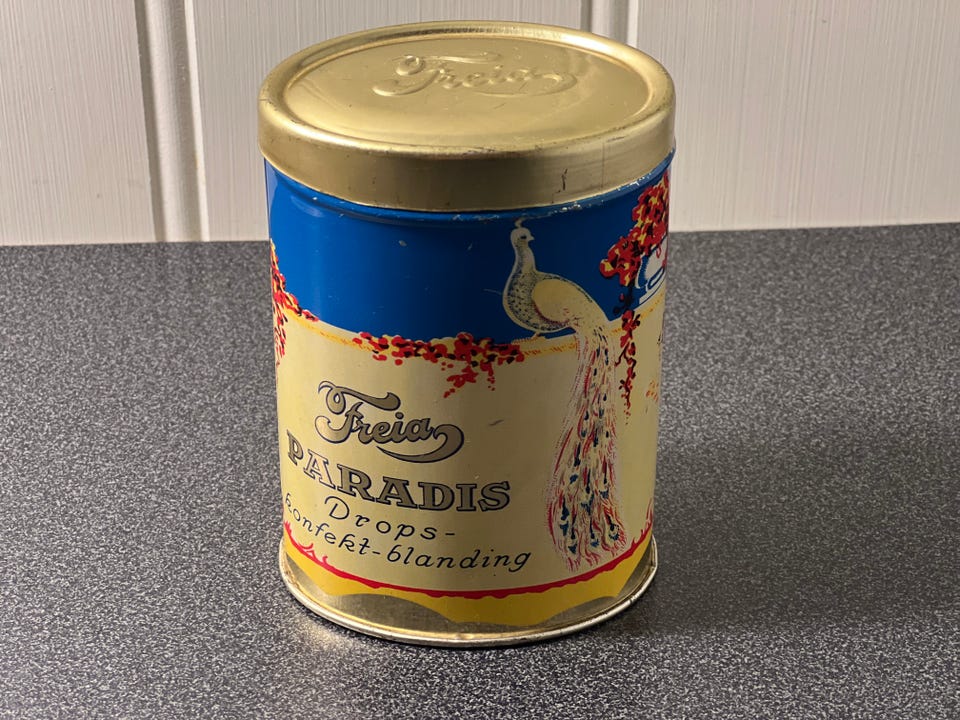 Freia
Freia
PARADIS
Drops-
konfekt-blanding